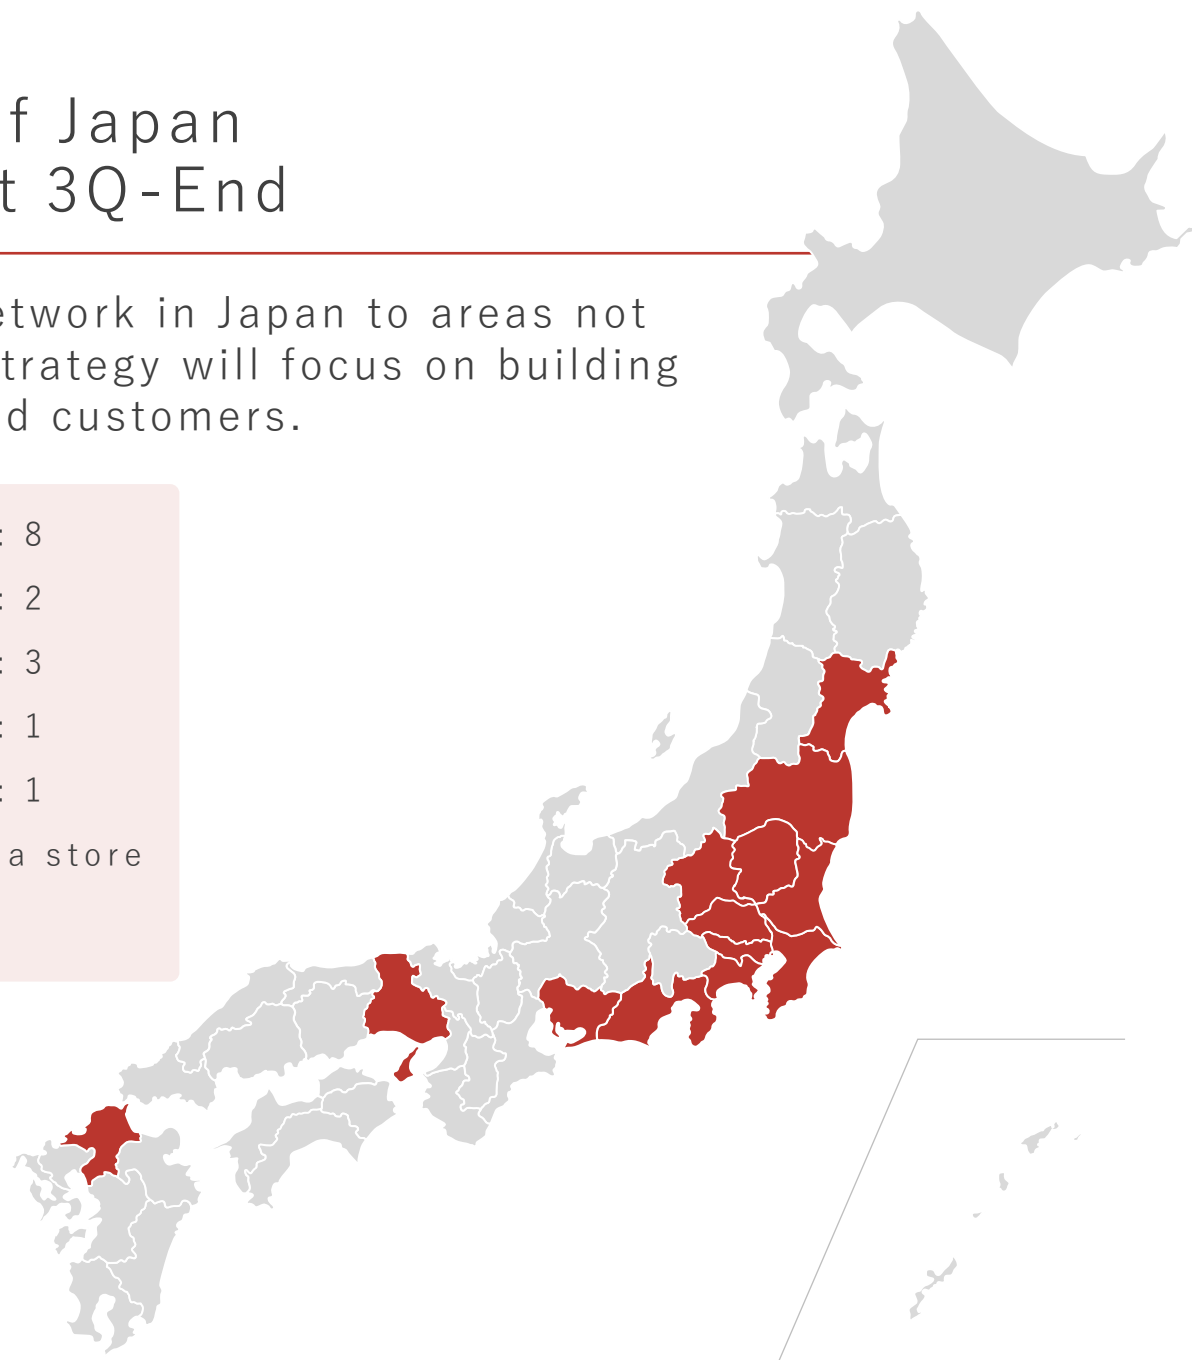 f Japan
t 3Q-End
etwork in Japan to areas not
trategy will focus on building
d customers.
: 8
: 2
: 3
: 1
: 1
a store